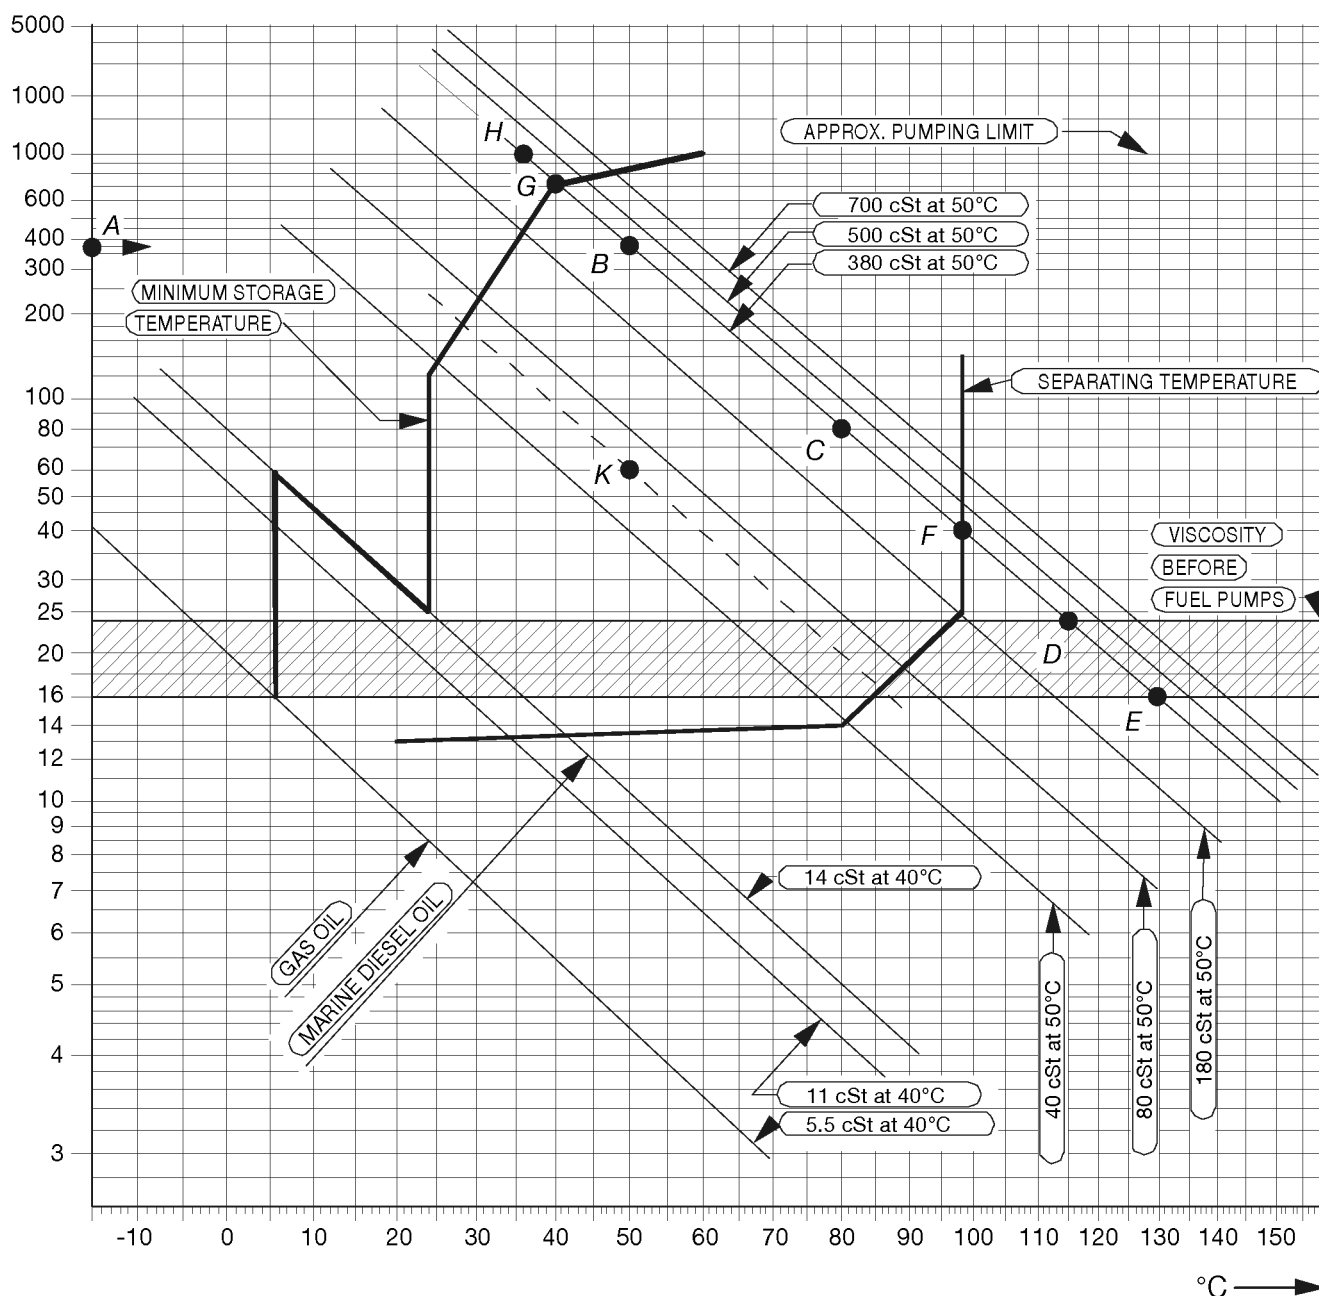 5000
1000
1000
600
400
300
200
100
80
60
50
40
30
25
20
16
14
12
10
9
8
7
6
5
4
3
H
G
A
B
C
K
F
D
E
APPROX. PUMPING LIMIT
700 cSt at 50°C
500 cSt at 50°C
380 cSt at 50°C
MINIMUM STORAGE
TEMPERATURE
SEPARATING TEMPERATURE
VISCOSITY
BEFORE
FUEL PUMPS
14 cSt at 40°C
GAS OIL
MARINE DIESEL OIL
11 cSt at 40°C
5.5 cSt at 40°C
40 cSt at 50°C
80 cSt at 50°C
180 cSt at 50°C
-10 0 10 20 30 40 50 60 70 80 90 100 110 120 130 140 150
°C